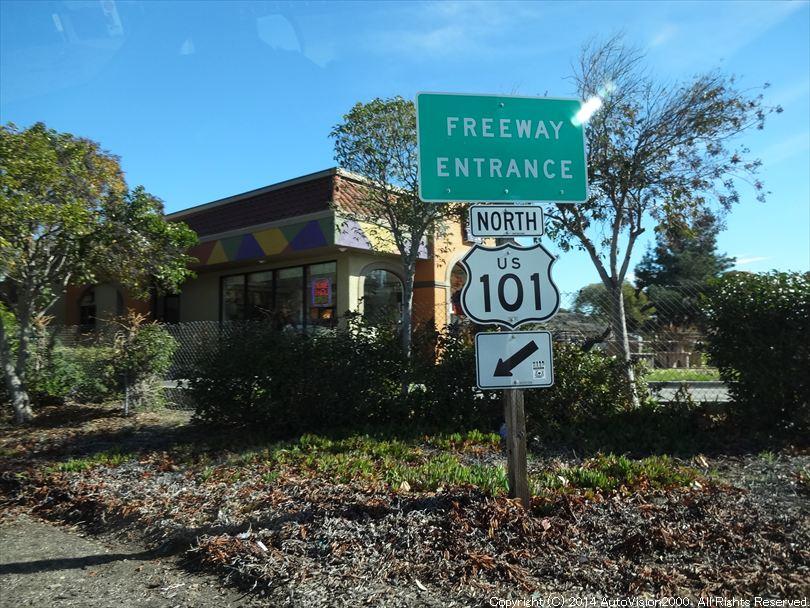 FREEWAY
ENTRANCE
NORTH
US
101
Copyright (C) 2014 AutoVision2000. All Rights Reserved